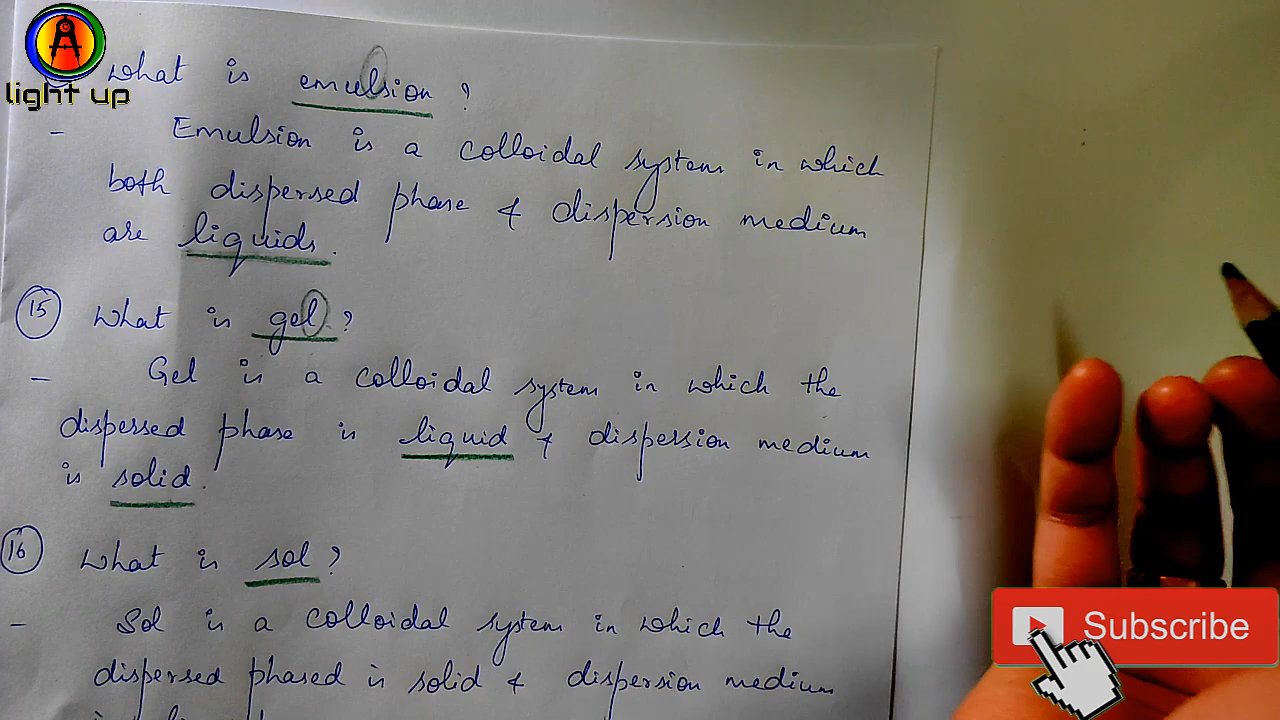 light up
What is emulsion ?
- Emulsion is a colloidal system in which
both dispersed phase & dispersion medium
are liquids.
15 What is gel ?
- Gel is a colloidal system in which the
dispersed phase is liquid & dispersion medium
is solid.
16 What is sol ?
- Sol is a colloidal system in which the
dispersed phased is solid & dispersion medium
Subscribe